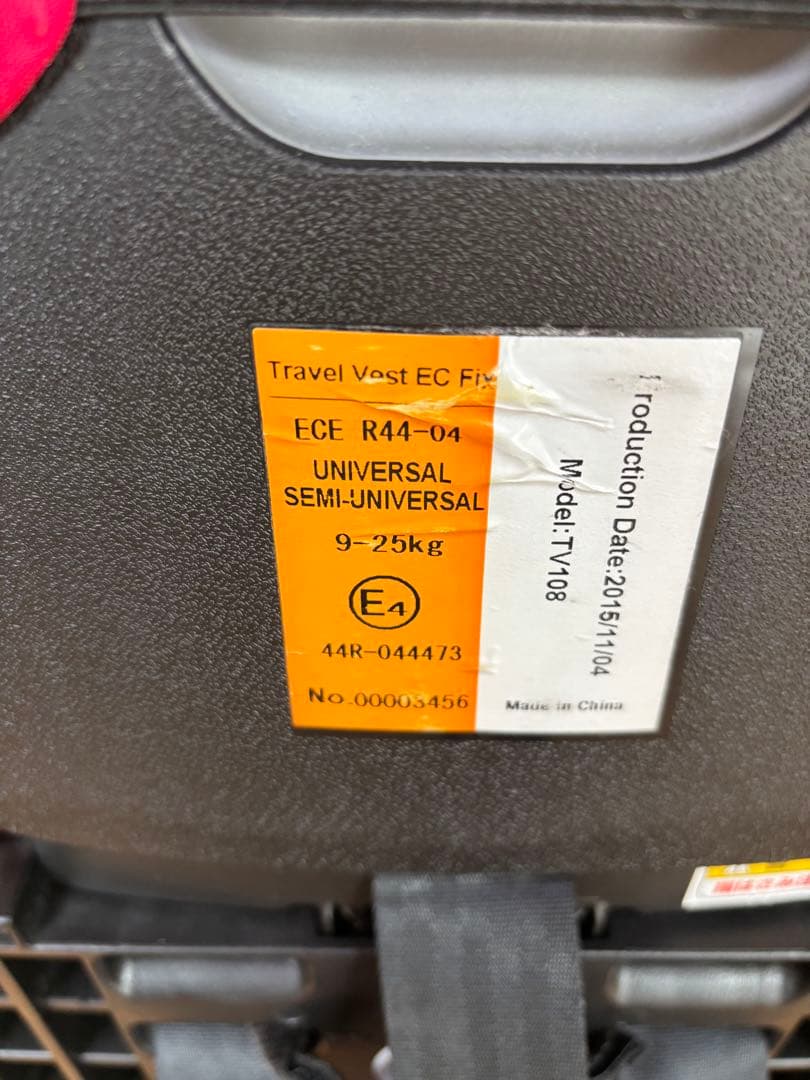 Travel Vest EC Fix
ECE R44-04
UNIVERSAL
SEMI-UNIVERSAL
9-25kg
E4
44R-044473
No.00003456
Production Date:2015/11/04
Model:TV108
Made in China